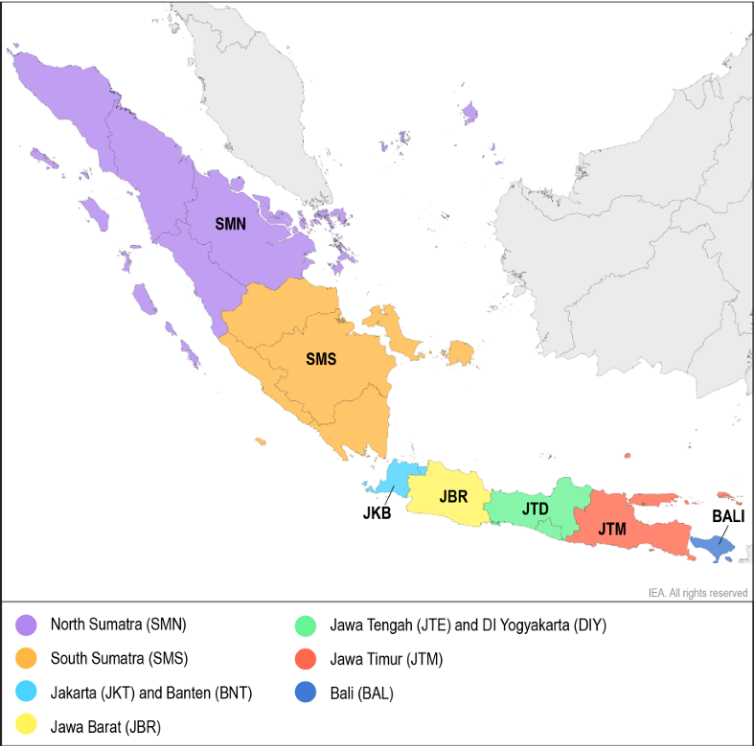 SMN
SMS
JKB
JBR
JTD
JTM
BALI
IEA. All rights reserved
North Sumatra (SMN)
South Sumatra (SMS)
Jakarta (JKT) and Banten (BNT)
Jawa Barat (JBR)
Jawa Tengah (JTE) and DI Yogyakarta (DIY)
Jawa Timur (JTM)
Bali (BAL)